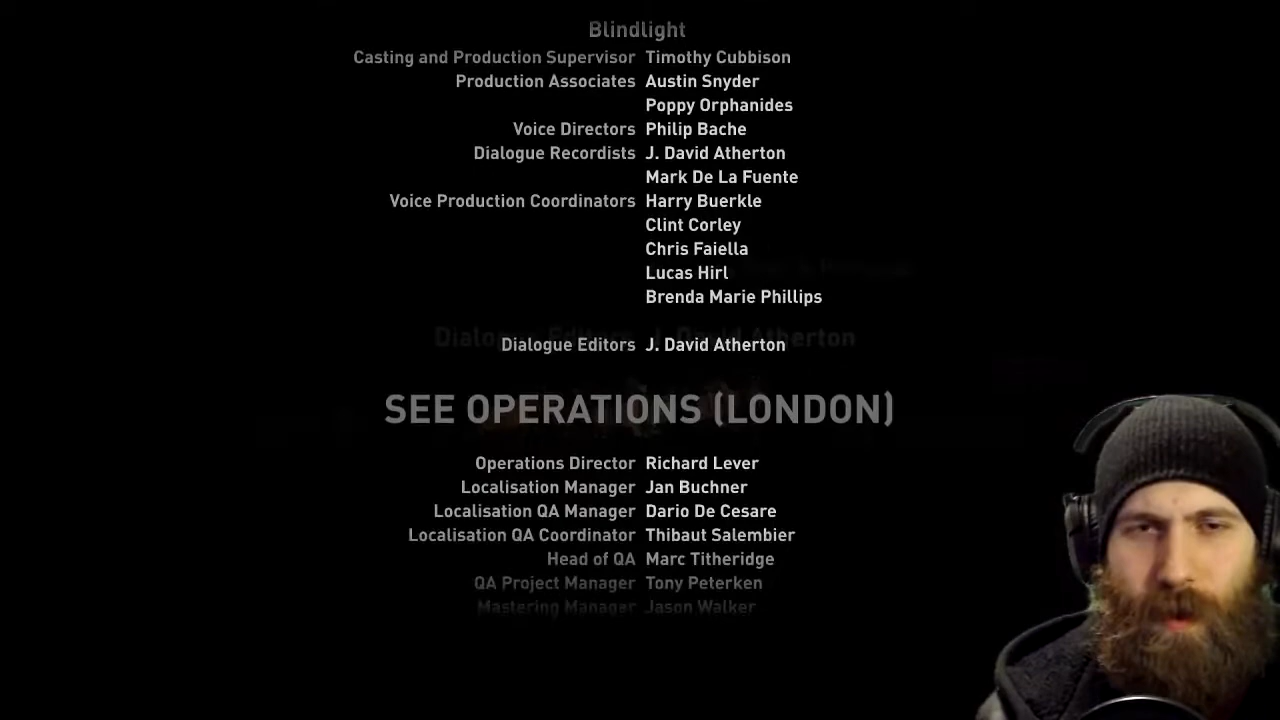 Blindlight
Casting and Production Supervisor Timothy Cubbison
Production Associates Austin Snyder
Poppy Orphanides
Voice Directors Philip Bache
Dialogue Recordists J. David Atherton
Mark De La Fuente
Voice Production Coordinators Harry Buerkle
Clint Corley
Chris Faiella
Lucas Hirl
Brenda Marie Phillips
Dialogue Editors J. David Atherton
SEE OPERATIONS (LONDON)
Operations Director Richard Lever
Localisation Manager Jan Buchner
Localisation QA Manager Dario De Cesare
Localisation QA Coordinator Thibaut Salembier
Head of QA Marc Titheridge
QA Project Manager Tony Peterken
Mastering Manager Jason Walker